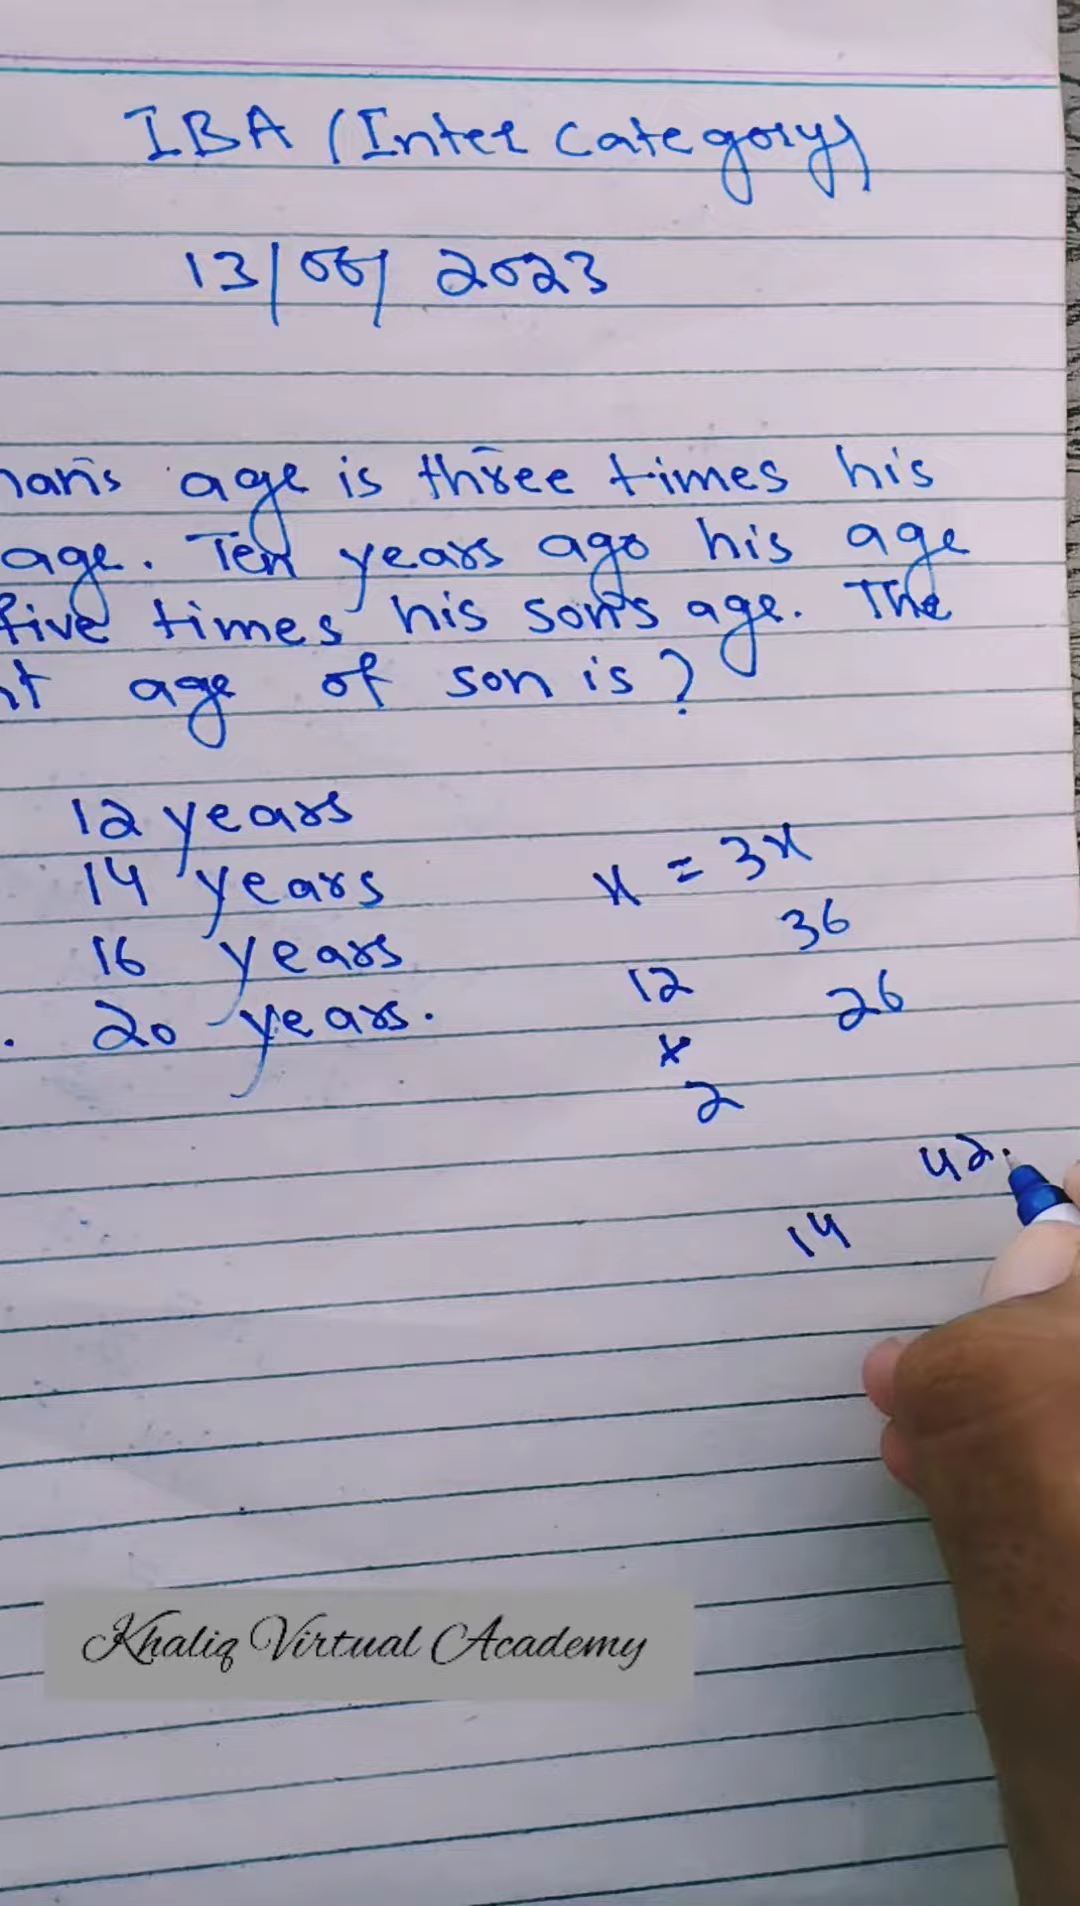 IBA (Inter Category)
13/06/ 2023
man's age is three times his
age. Ten years ago his age
five times his son's age. The
age of son is?
12 years
14 years
16 years
20 years.
x = 3x
36
12
26
x
2
42.
14
Khaliq Virtual Academy